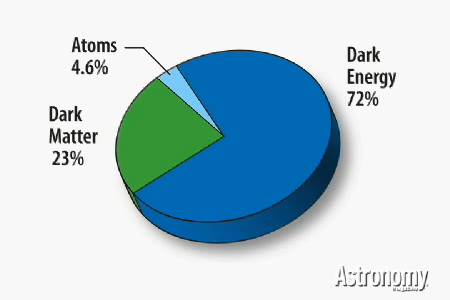 Atoms
4.6%
Dark
Energy
72%
Dark
Matter
23%
Astronomy